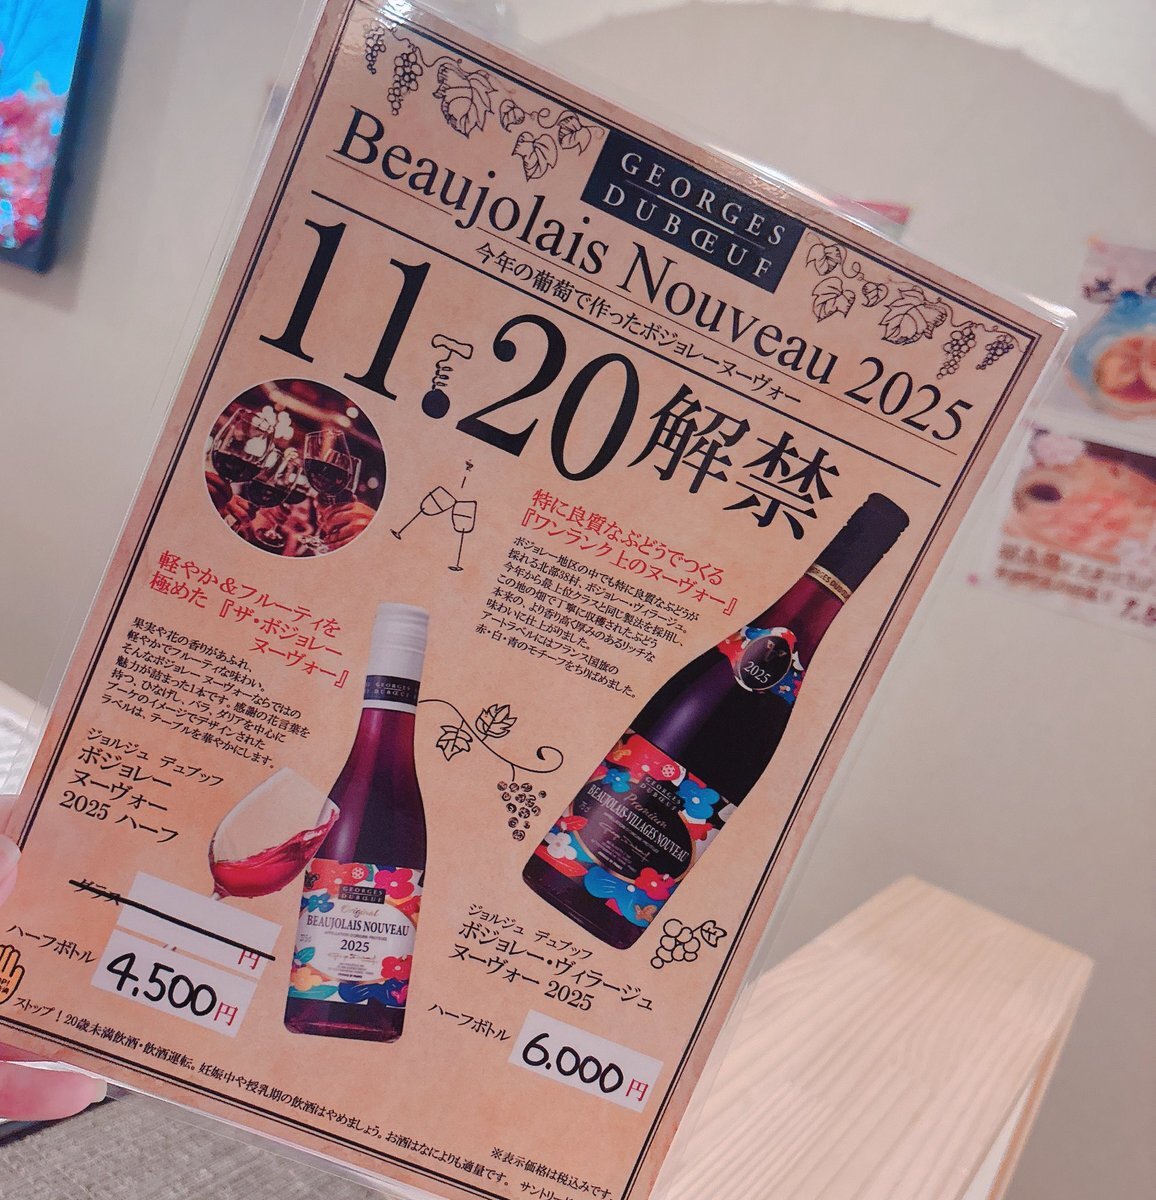 GEORGES
DUBŒUF
Beaujolais Nouveau 2025
今年の葡萄で作ったボジョレーヌーヴォー
11.20解禁
特に良質なぶどうでつくる
『ワンランク上のヌーヴォー』
ボジョレー地区の中でも特に良質なぶどうが
採れる北部38村、ボジョレー・ヴィラージュ。
今年から最上位クラスと同じ製法を採用し、
この地の畑で丁寧に収穫されたぶどう
本来の、より香り高く厚みのあるリッチな
味わいに仕上がりました。
アートラベルにはフランス国旗の
赤・白・青のモチーフをちりばめました。
軽やか&フルーティを
極めた『ザ・ボジョレー
ヌーヴォー』
果実や花の香りがあふれ、
軽やかでフルーティな味わい。
そんなボジョレー ヌーヴォーならではの
魅力が詰まった1本です。感謝の花言葉を
持つ、ひなげし、バラ、ダリアを中心に
ブーケのイメージでデザインされた
ラベルは、テーブルを華やかにします。
ジョルジュ デュブッフ
ボジョレー
ヌーヴォー
2025 ハーフ
グラス
円
ハーフボトル
4.500円
GEORGES
DUBŒUF
GEORGES
DUBŒUF
Original
BEAUJOLAIS NOUVEAU
2025
2025
GEORGES
DUBŒUF
Premium
BEAUJOLAIS-VILLAGES NOUVEAU
ジョルジュ デュブッフ
ボジョレー・ヴィラージュ
ヌーヴォー 2025
ハーフボトル
6.000円
ストップ!20歳未満飲酒・飲酒運転。妊娠中や授乳期の飲酒はやめましょう。お酒はなによりも適量です。
※表示価格は税込みです。